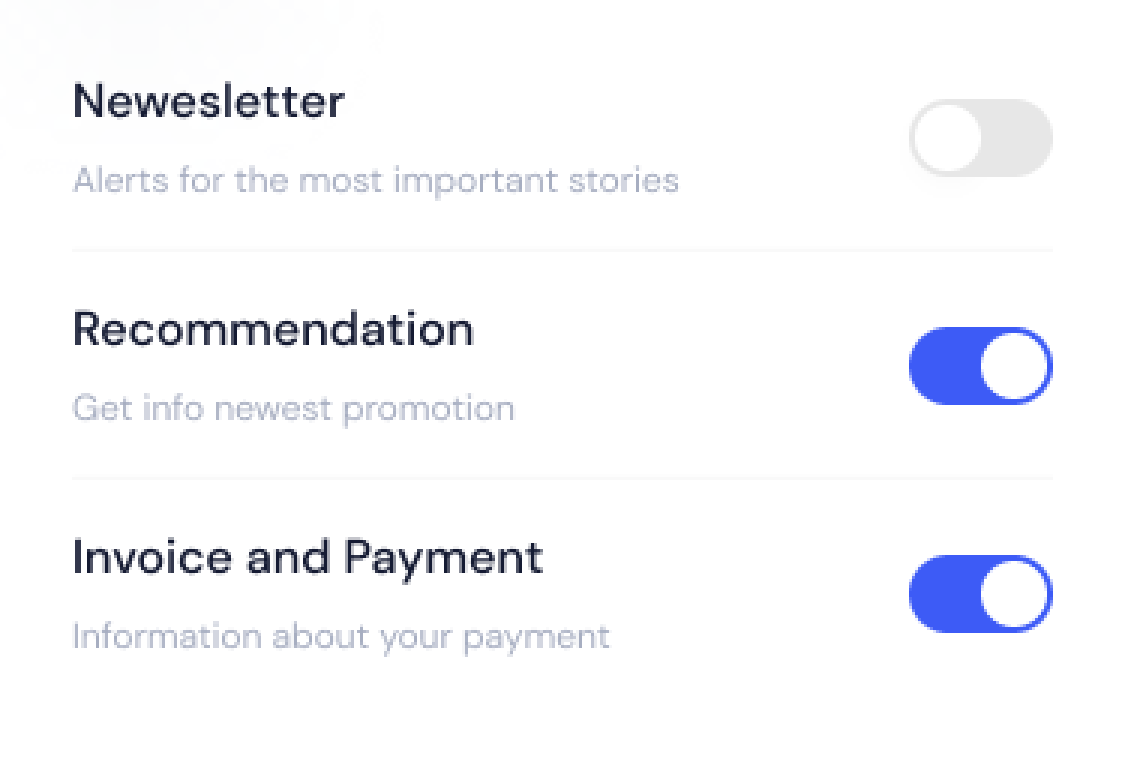 Newesletter
Alerts for the most important stories
Recommendation
Get info newest promotion
Invoice and Payment
Information about your payment